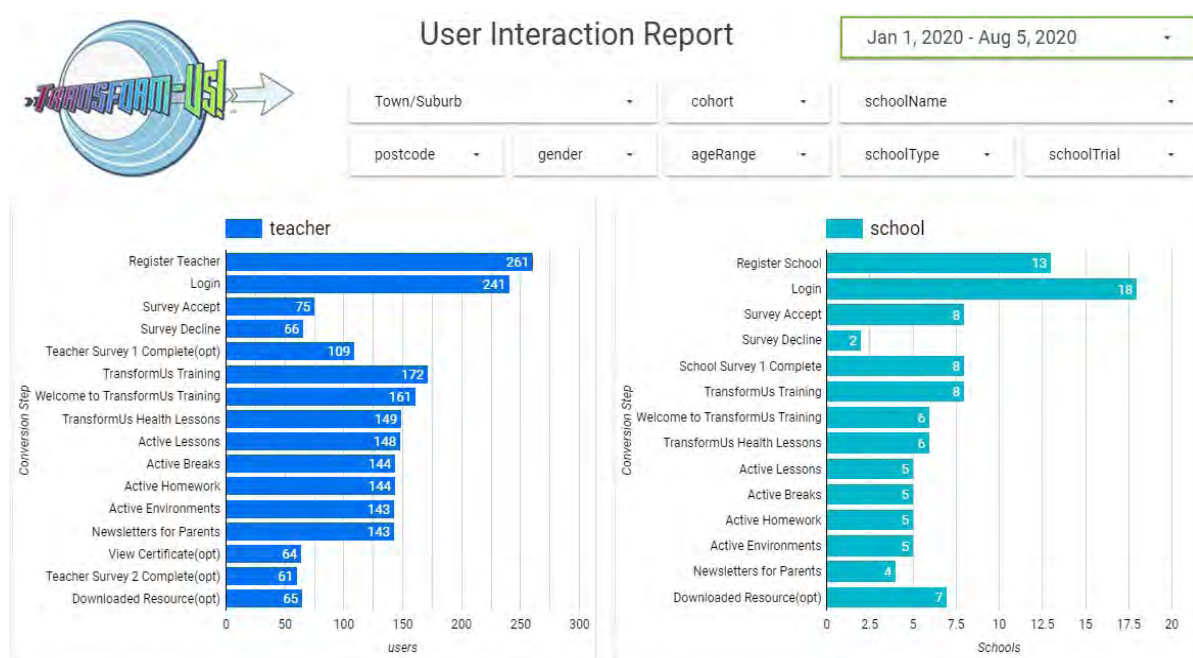 TRANSFORM-US!
User Interaction Report
Jan 1, 2020 - Aug 5, 2020
Town/Suburb
cohort
schoolName
postcode
gender
ageRange
schoolType
schoolTrial
teacher
Conversion Step
Register Teacher 261
Login 241
Survey Accept 75
Survey Decline 66
Teacher Survey 1 Complete(opt) 109
TransformUs Training 172
Welcome to TransformUs Training 161
TransformUs Health Lessons 149
Active Lessons 148
Active Breaks 144
Active Homework 144
Active Environments 143
Newsletters for Parents 143
View Certificate(opt) 64
Teacher Survey 2 Complete(opt) 61
Downloaded Resource(opt) 65
0 50 100 150 200 250 300
users
school
Conversion Step
Register School 13
Login 18
Survey Accept 8
Survey Decline 2
School Survey 1 Complete 8
TransformUs Training 8
Welcome to TransformUs Training 6
TransformUs Health Lessons 6
Active Lessons 5
Active Breaks 5
Active Homework 5
Active Environments 5
Newsletters for Parents 4
Downloaded Resource(opt) 7
0 2.5 5 7.5 10 12.5 15 17.5 20
Schools